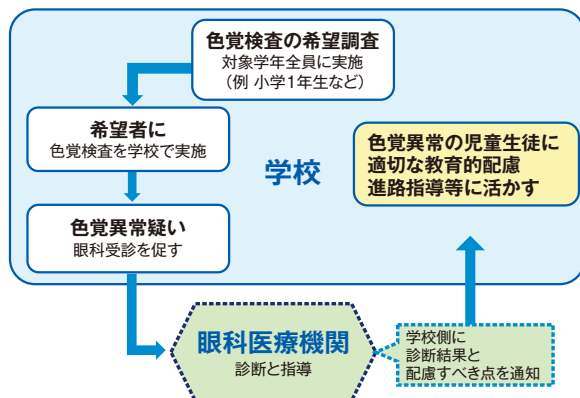 色覚検査の希望調査
対象学年全員に実施
（例 小学1年生など）
希望者に
色覚検査を学校で実施
色覚異常疑い
眼科受診を促す
学校
眼科医療機関
診断と指導
学校側に
診断結果と
配慮すべき点を通知
色覚異常の児童生徒に
適切な教育的配慮
進路指導等に活かす